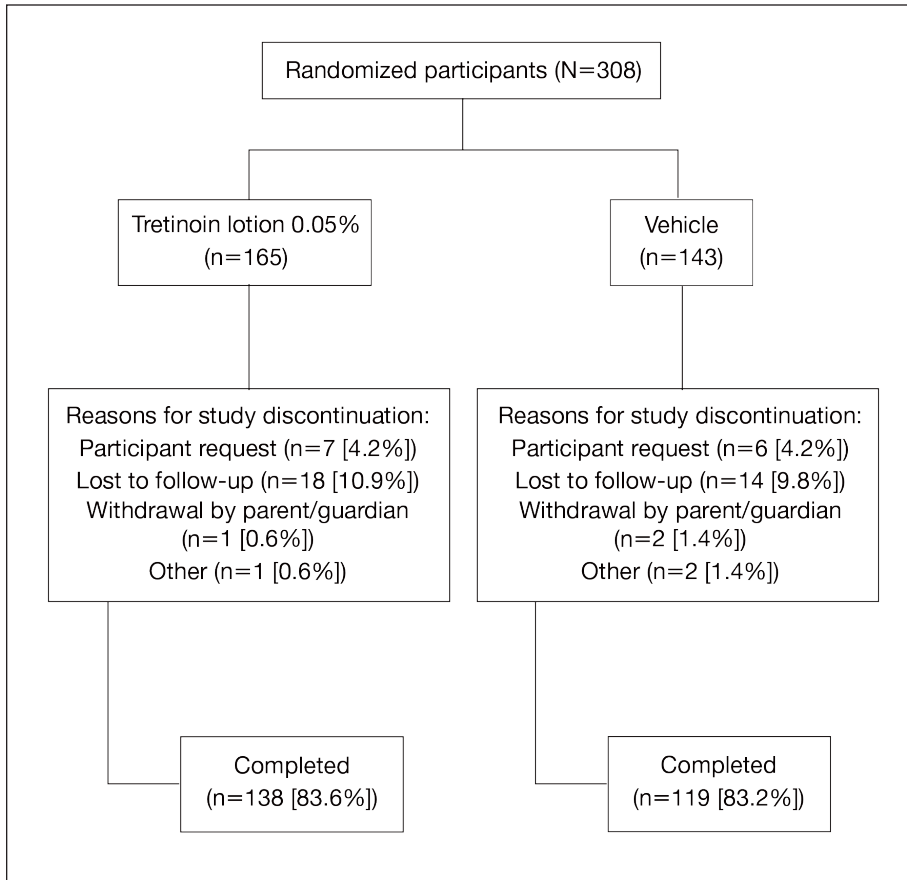 Randomized participants (N=308)
Tretinoin lotion 0.05%
(n=165)
Vehicle
(n=143)
Reasons for study discontinuation:
Participant request (n=7 [4.2%])
Lost to follow-up (n=18 [10.9%])
Withdrawal by parent/guardian
(n=1 [0.6%])
Other (n=1 [0.6%])
Reasons for study discontinuation:
Participant request (n=6 [4.2%])
Lost to follow-up (n=14 [9.8%])
Withdrawal by parent/guardian
(n=2 [1.4%])
Other (n=2 [1.4%])
Completed
(n=138 [83.6%])
Completed
(n=119 [83.2%])